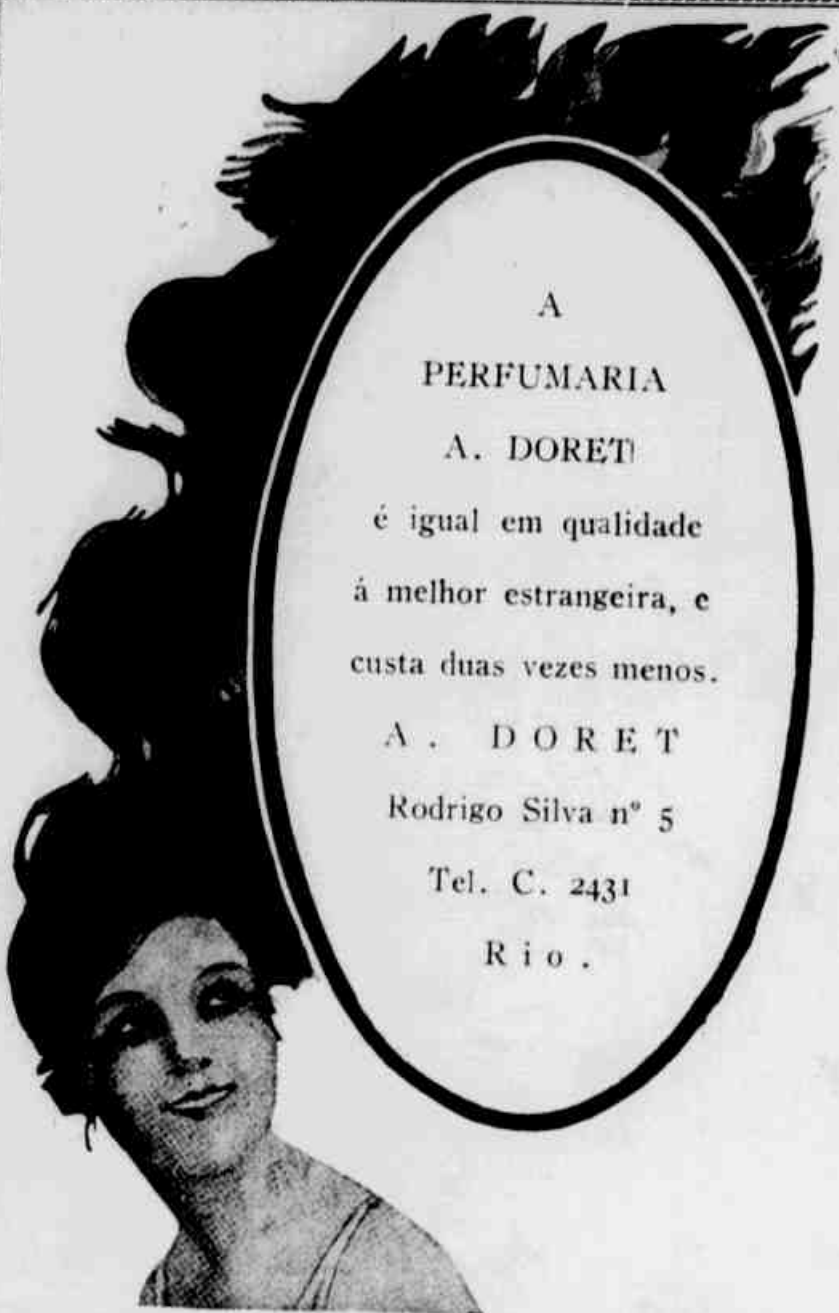 A
PERFUMARIA
A. DORET
é igual em qualidade
á melhor estrangeira, e
custa duas vezes menos.
A. DORET
Rodrigo Silva nº 5
Tel. C. 2431
Rio.